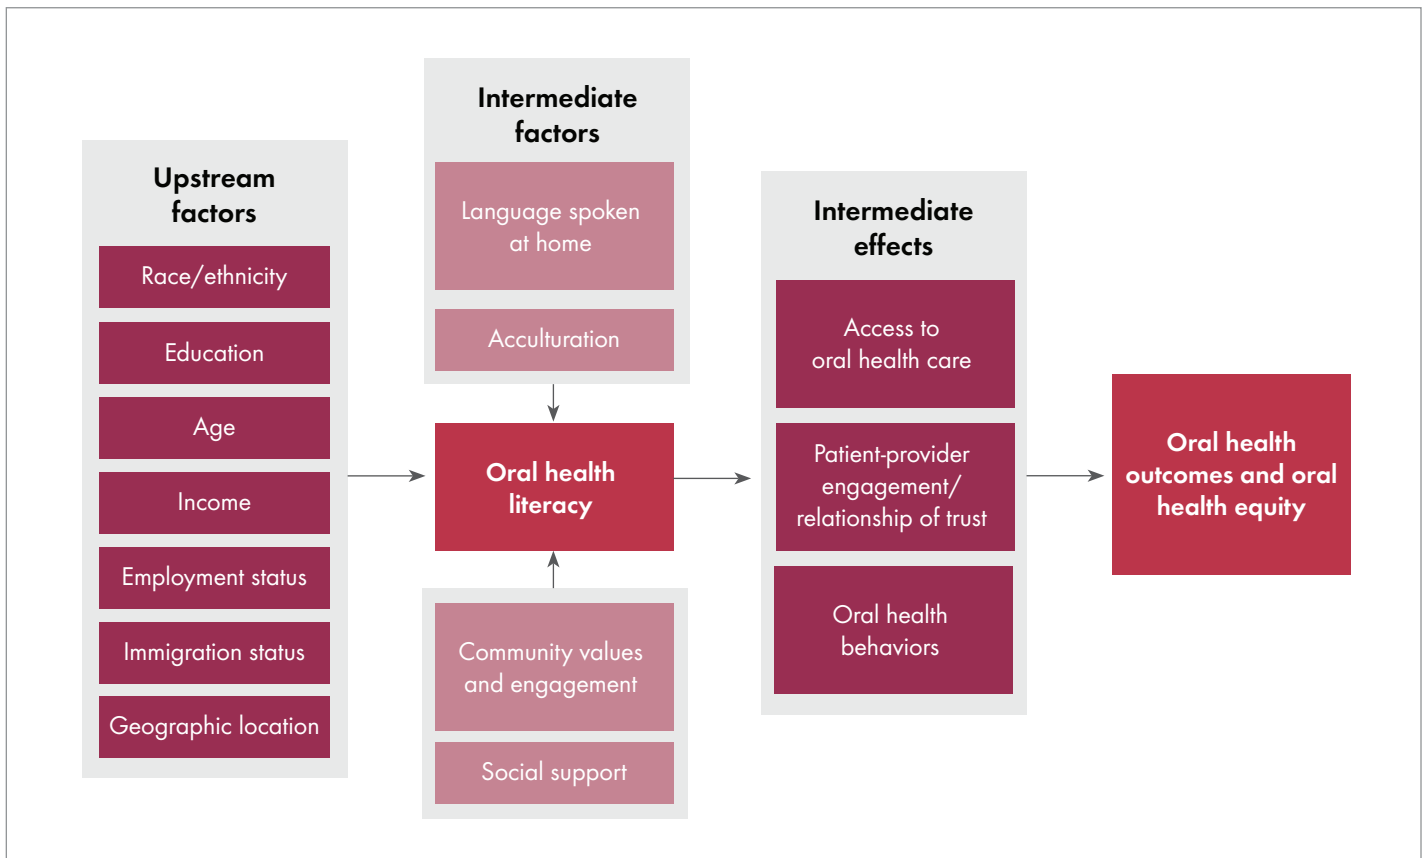 Upstream
factors
Race/ethnicity
Education
Age
Income
Employment status
Immigration status
Geographic location
Intermediate
factors
Language spoken
at home
Acculturation
Oral health
literacy
Community values
and engagement
Social support
Intermediate
effects
Access to
oral health care
Patient-provider
engagement/
relationship of trust
Oral health
behaviors
Oral health
outcomes and oral
health equity